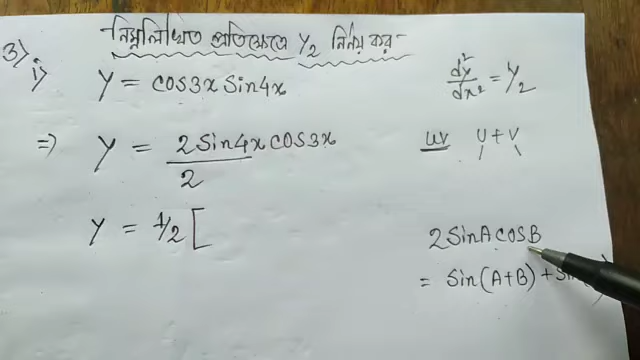 3) নিম্নলিখিত প্রতিক্ষেত্রে Y₂ নির্ণয় কর
i) Y = cos3x sin4x
d²y/dx² = Y₂
=> Y = 2sin4x cos3x / 2
uv U + V
Y = 1/2 [
2sinA cosB
= sin(A+B) +